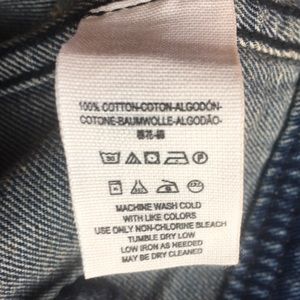 100% COTTON-COTON-ALGODÓN-
COTONE-BAUMWOLLE-ALGODÃO-
MACHINE WASH COLD
WITH LIKE COLORS
USE ONLY NON-CHLORINE BLEACH
TUMBLE DRY LOW
LOW IRON AS NEEDED
MAY BE DRY CLEANED